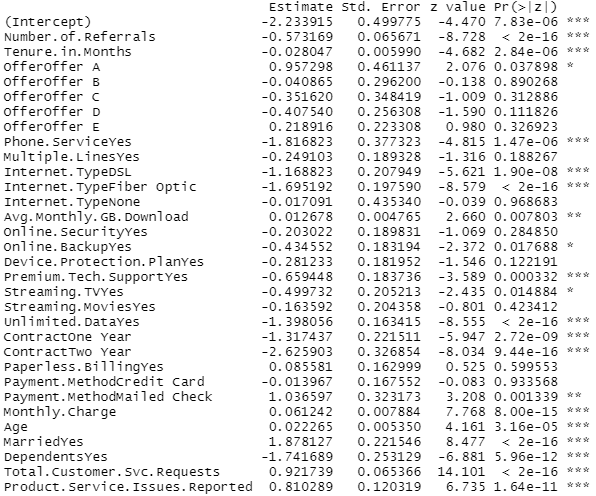 Estimate Std. Error z value Pr(>|z|)
(Intercept) -2.233915 0.499775 -4.470 7.83e-06 ***
Number.of.Referrals -0.573169 0.065671 -8.728 < 2e-16 ***
Tenure.in.Months -0.028047 0.005990 -4.682 2.84e-06 ***
OfferOffer A 0.957298 0.461137 2.076 0.037898 *
OfferOffer B -0.040865 0.296200 -0.138 0.890268
OfferOffer C -0.351620 0.348419 -1.009 0.312886
OfferOffer D -0.407540 0.256308 -1.590 0.111826
OfferOffer E 0.218916 0.223308 0.980 0.326923
Phone.ServiceYes -1.816823 0.377323 -4.815 1.47e-06 ***
Multiple.LinesYes -0.249103 0.189328 -1.316 0.188267
Internet.TypeDSL -1.168823 0.207949 -5.621 1.90e-08 ***
Internet.TypeFiber Optic -1.695192 0.197590 -8.579 < 2e-16 ***
Internet.TypeNone -0.017091 0.435340 -0.039 0.968683
Avg.Monthly.GB.Download 0.012678 0.004765 2.660 0.007803 **
Online.SecurityYes -0.203022 0.189831 -1.069 0.284850
Online.BackupYes -0.434552 0.183194 -2.372 0.017688 *
Device.Protection.PlanYes -0.281233 0.181952 -1.546 0.122191
Premium.Tech.SupportYes -0.659448 0.183736 -3.589 0.000332 ***
Streaming.TVYes -0.499732 0.205213 -2.435 0.014884 *
Streaming.MoviesYes -0.163592 0.204358 -0.801 0.423412
Unlimited.DataYes -1.398056 0.163415 -8.555 < 2e-16 ***
ContractOne Year -1.317437 0.221511 -5.947 2.72e-09 ***
ContractTwo Year -2.625903 0.326854 -8.034 9.44e-16 ***
Paperless.BillingYes 0.085581 0.162999 0.525 0.599553
Payment.MethodCredit Card -0.013967 0.167552 -0.083 0.933568
Payment.MethodMailed Check 1.036597 0.323173 3.208 0.001339 **
Monthly.Charge 0.061242 0.007884 7.768 8.00e-15 ***
Age 0.022265 0.005350 4.161 3.16e-05 ***
MarriedYes 1.878127 0.221546 8.477 < 2e-16 ***
DependentsYes -1.741689 0.253129 -6.881 5.96e-12 ***
Total.Customer.Svc.Requests 0.921739 0.065366 14.101 < 2e-16 ***
Product.Service.Issues.Reported 0.810289 0.120319 6.735 1.64e-11 ***